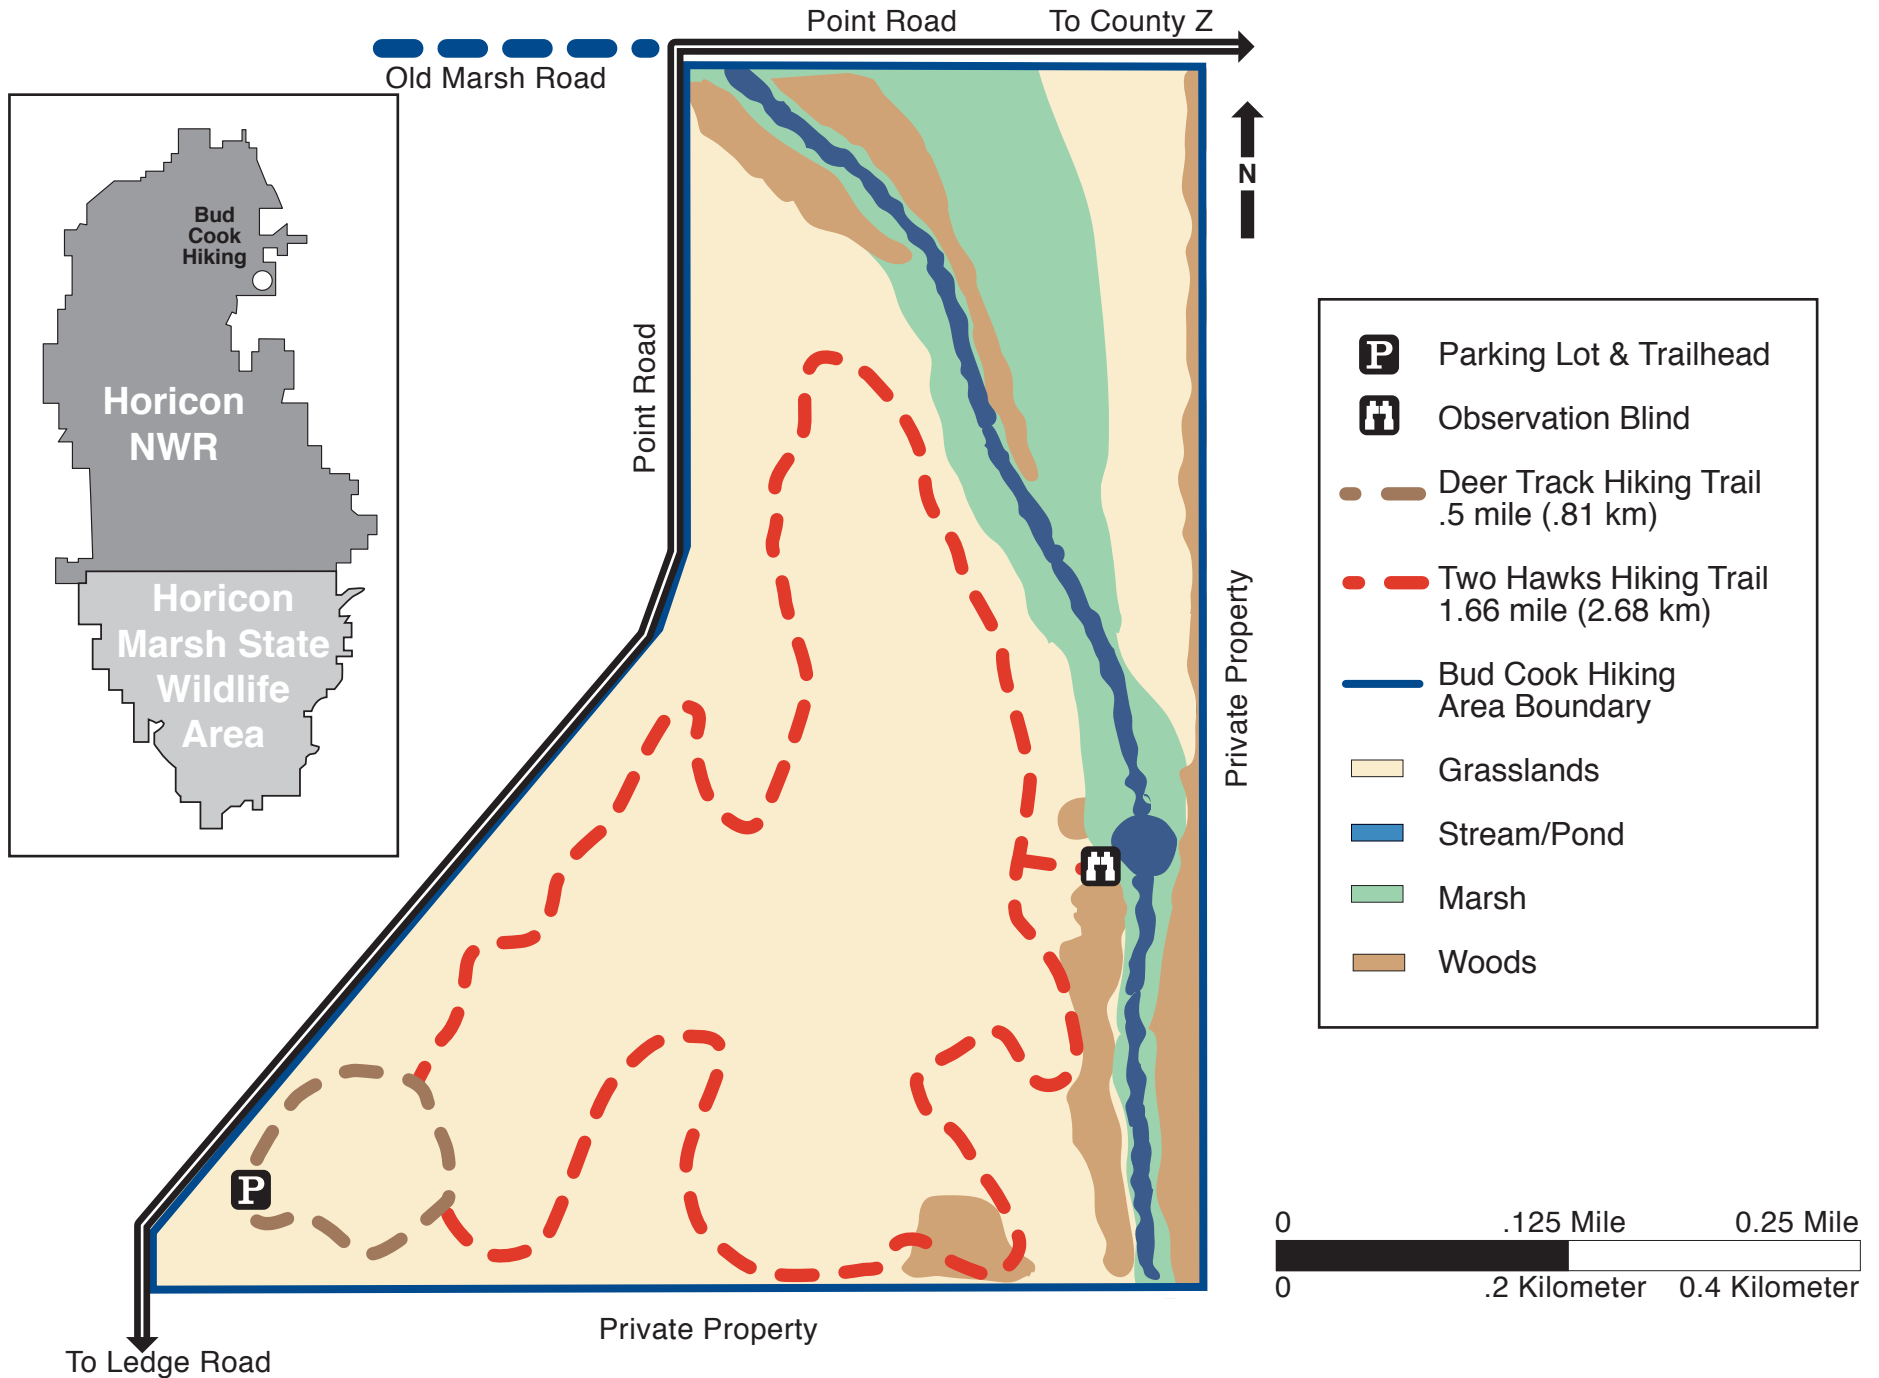 Point Road
To County Z
Old Marsh Road
Bud
Cook
Hiking
Horicon
NWR
Horicon
Marsh State
Wildlife
Area
Point Road
N
Private Property
P
Parking Lot & Trailhead
Observation Blind
Deer Track Hiking Trail
.5 mile (.81 km)
Two Hawks Hiking Trail
1.66 mile (2.68 km)
Bud Cook Hiking
Area Boundary
Grasslands
Stream/Pond
Marsh
Woods
P
0 .125 Mile 0.25 Mile
0 .2 Kilometer 0.4 Kilometer
Private Property
To Ledge Road